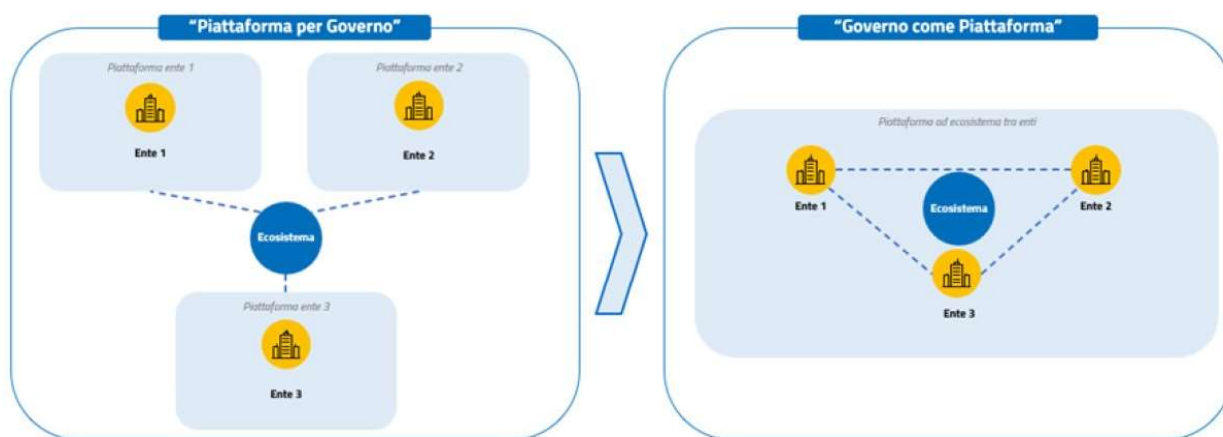 “Piattaforma per Governo”
Piattaforma ente 1
Ente 1
Piattaforma ente 2
Ente 2
Ecosistema
Piattaforma ente 3
Ente 3
“Governo come Piattaforma”
Piattaforma ad ecosistema tra enti
Ente 1
Ecosistema
Ente 2
Ente 3